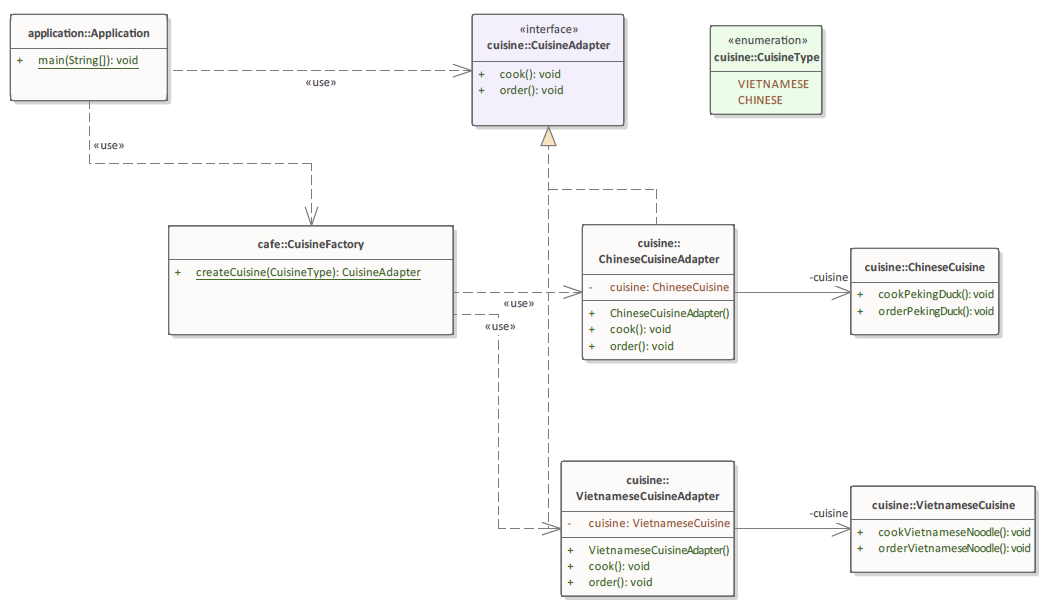 application::Application
+ main(String[]): void
«use»
«use»
«interface»
cuisine::CuisineAdapter
+ cook(): void
+ order(): void
«enumeration»
cuisine::CuisineType
VIETNAMESE
CHINESE
cafe::CuisineFactory
+ createCuisine(CuisineType): CuisineAdapter
«use»
«use»
cuisine::
ChineseCuisineAdapter
- cuisine: ChineseCuisine
+ ChineseCuisineAdapter()
+ cook(): void
+ order(): void
-cuisine
cuisine::ChineseCuisine
+ cookPekingDuck(): void
+ orderPekingDuck(): void
cuisine::
VietnameseCuisineAdapter
- cuisine: VietnameseCuisine
+ VietnameseCuisineAdapter()
+ cook(): void
+ order(): void
-cuisine
cuisine::VietnameseCuisine
+ cookVietnameseNoodle(): void
+ orderVietnameseNoodle(): void